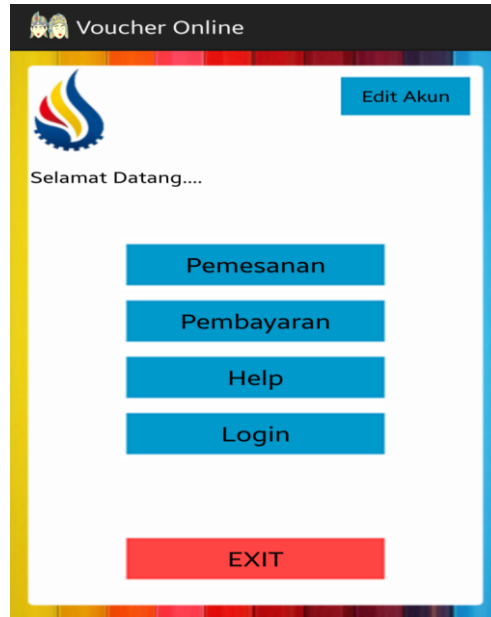 Voucher Online
Edit Akun
Selamat Datang....
Pemesanan
Pembayaran
Help
Login
EXIT